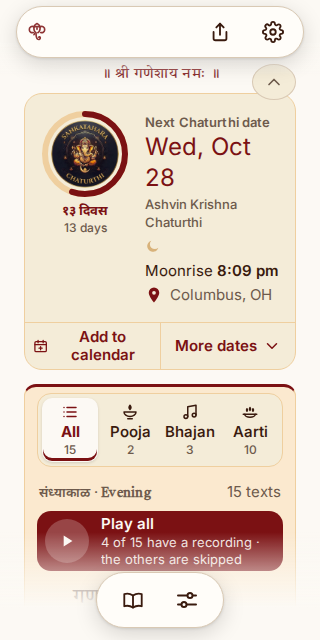 ॥ श्री गणेशाय नमः ॥
SANKATAHARA
CHATURTHI
१३ दिवस
13 days
Next Chaturthi date
Wed, Oct
28
Ashvin Krishna
Chaturthi
Moonrise 8:09 pm
Columbus, OH
Add to
calendar
More dates
All
15
Pooja
2
Bhajan
3
Aarti
10
संध्याकाळ · Evening
15 texts
Play all
4 of 15 have a recording ·
the others are skipped